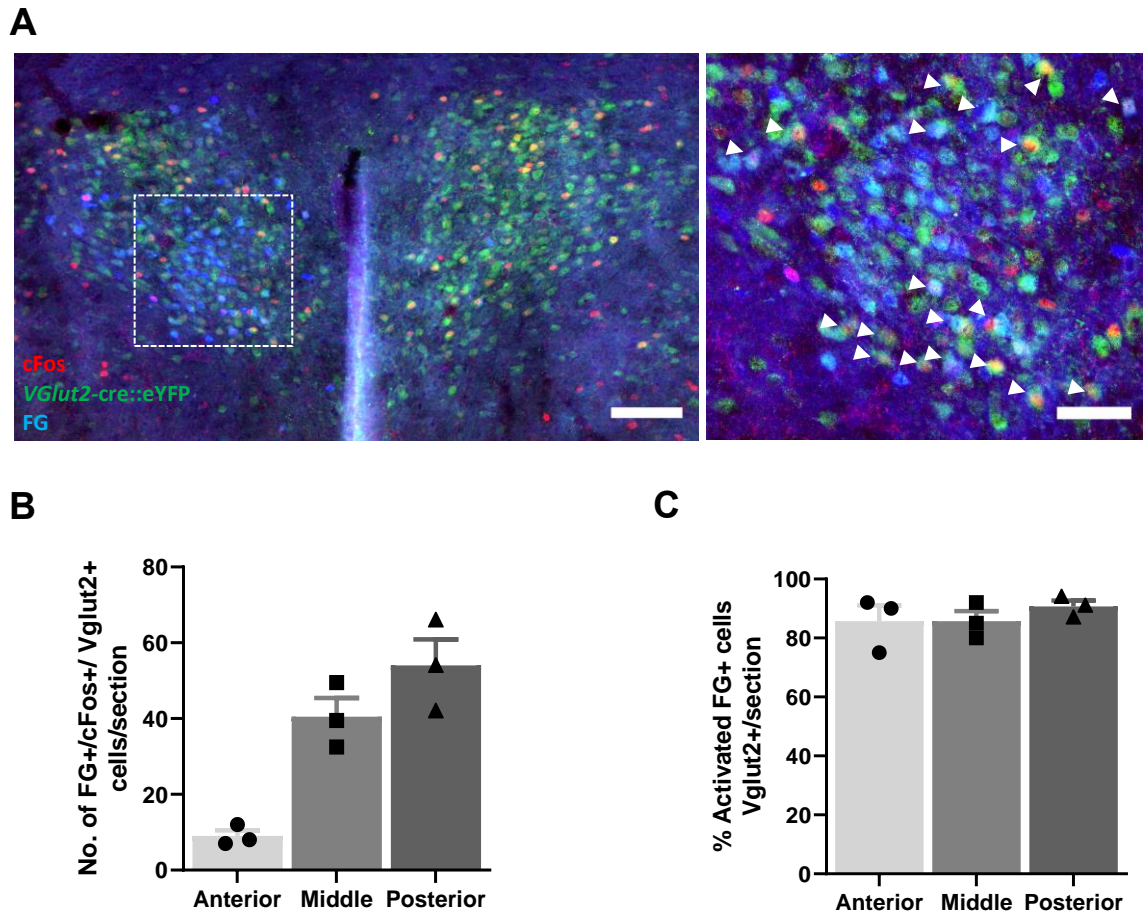 A
cFos
VGlut2-cre::eYFP
FG
B
No. of FG+/cFos+/ Vglut2+
cells/section
80
60
40
20
0
Anterior Middle Posterior
C
% Activated FG+ cells
Vglut2+/section
100
80
60
40
20
0
Anterior Middle Posterior